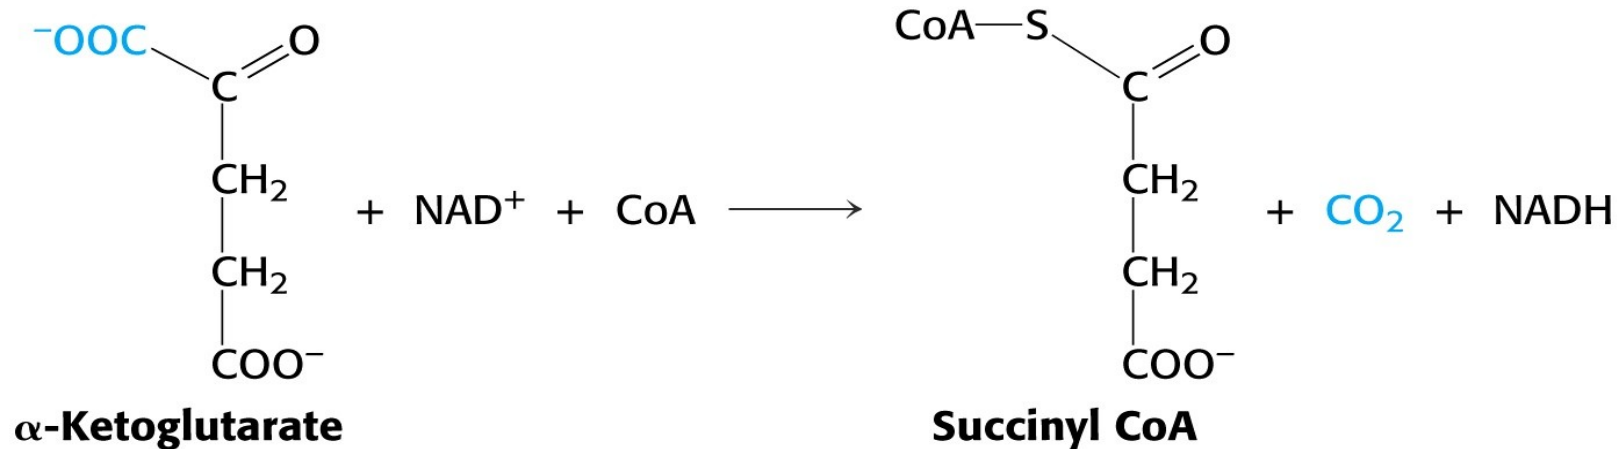 ⁻OOC O CoA—S O
C C
CH₂ CH₂
+ NAD⁺ + CoA ⟶ + CO₂ + NADH
CH₂ CH₂
COO⁻ COO⁻
α-Ketoglutarate Succinyl CoA